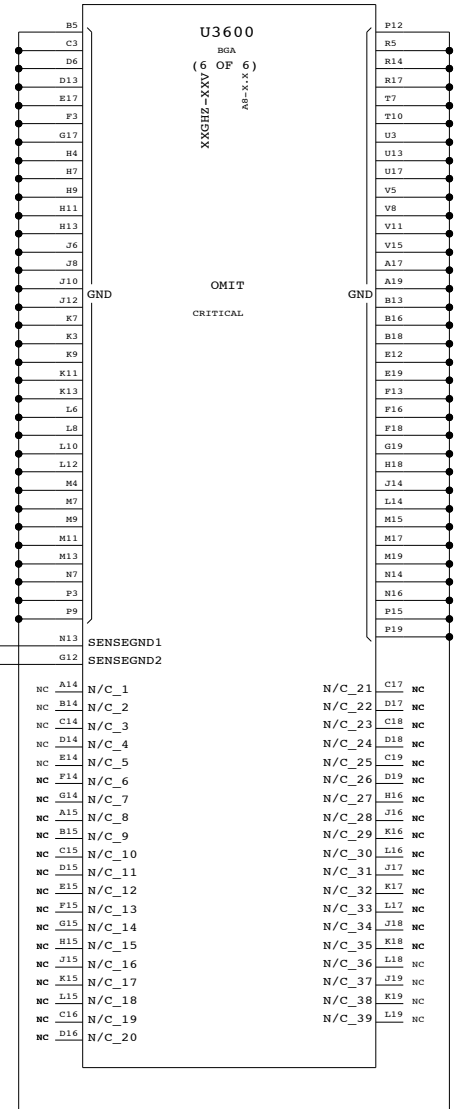 U3600
BGA
(6 OF 6)
XXGHZ-XXV
A8-X.X
OMIT
CRITICAL
B5
C3
D6
D13
E17
F3
G17
H4
H7
H9
H11
H13
J6
J8
J10
J12
K7
K3
K9
K11
K13
L6
L8
L10
L12
M4
M7
M9
M11
M13
N7
P3
P9
GND
N13 SENSEGND1
G12 SENSEGND2
NC A14 N/C_1
NC B14 N/C_2
NC C14 N/C_3
NC D14 N/C_4
NC E14 N/C_5
NC F14 N/C_6
NC G14 N/C_7
NC A15 N/C_8
NC B15 N/C_9
NC C15 N/C_10
NC D15 N/C_11
NC E15 N/C_12
NC F15 N/C_13
NC G15 N/C_14
NC H15 N/C_15
NC J15 N/C_16
NC K15 N/C_17
NC L15 N/C_18
NC C16 N/C_19
NC D16 N/C_20
P12
R5
R14
R17
T7
T10
U3
U13
U17
V5
V8
V11
V15
A17
A19
B13
B16
B18
E12
E19
F13
F16
F18
G19
H18
J14
L14
M15
M17
M19
N14
N16
P15
P19
GND
N/C_21 C17 NC
N/C_22 D17 NC
N/C_23 C18 NC
N/C_24 D18 NC
N/C_25 C19 NC
N/C_26 D19 NC
N/C_27 H16 NC
N/C_28 J16 NC
N/C_29 K16 NC
N/C_30 L16 NC
N/C_31 J17 NC
N/C_32 K17 NC
N/C_33 L17 NC
N/C_34 J18 NC
N/C_35 K18 NC
N/C_36 L18 NC
N/C_37 J19 NC
N/C_38 K19 NC
N/C_39 L19 NC